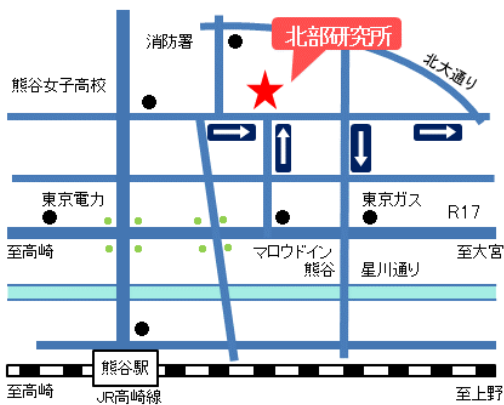 消防署
北部研究所
北大通り
熊谷女子高校
東京電力
東京ガス
R17
至高崎
マロウドイン
熊谷
星川通り
至大宮
熊谷駅
至高崎
JR高崎線
至上野